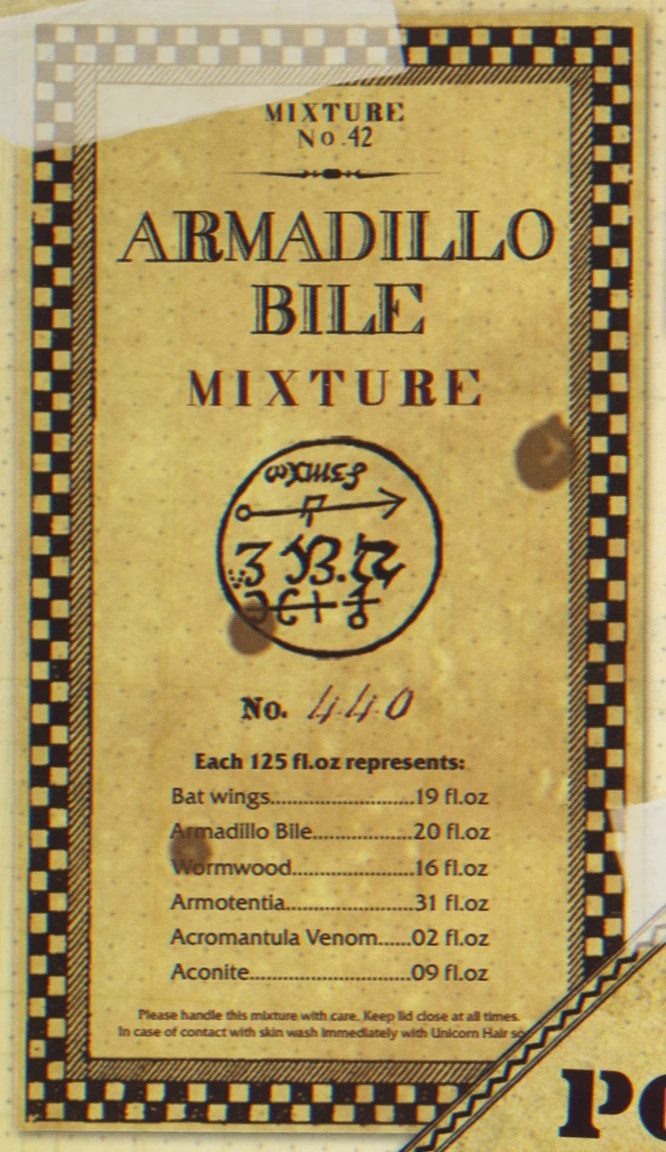 MIXTURE
No.42
ARMADILLO
BILE
MIXTURE
No. 440
Each 125 fl.oz represents:
Bat wings............................19 fl.oz
Armadillo Bile...................20 fl.oz
Wormwood.......................16 fl.oz
Armotentia........................31 fl.oz
Acromantula Venom......02 fl.oz
Aconite...............................09 fl.oz
Please handle this mixture with care. Keep lid close at all times.
In case of contact with skin wash immediately with Unicorn Hair